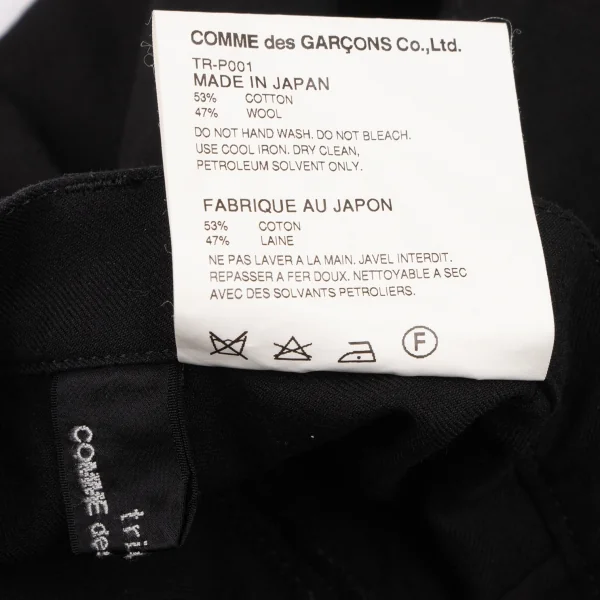 COMME des GARÇONS Co.,Ltd.
TR-P001
MADE IN JAPAN
53% COTTON
47% WOOL
DO NOT HAND WASH. DO NOT BLEACH.
USE COOL IRON. DRY CLEAN,
PETROLEUM SOLVENT ONLY.
FABRIQUE AU JAPON
53% COTON
47% LAINE
NE PAS LAVER A LA MAIN. JAVEL INTERDIT.
REPASSER A FER DOUX. NETTOYABLE A SEC
AVEC DES SOLVANTS PETROLIERS.
F
COMME des